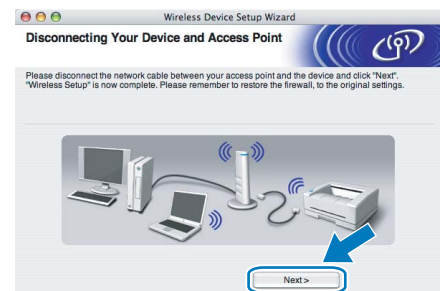 Wireless Device Setup Wizard
Disconnecting Your Device and Access Point
Please disconnect the network cable between your access point and the device and click "Next".
"Wireless Setup" is now complete. Please remember to restore the firewall, to the original settings.
Next >